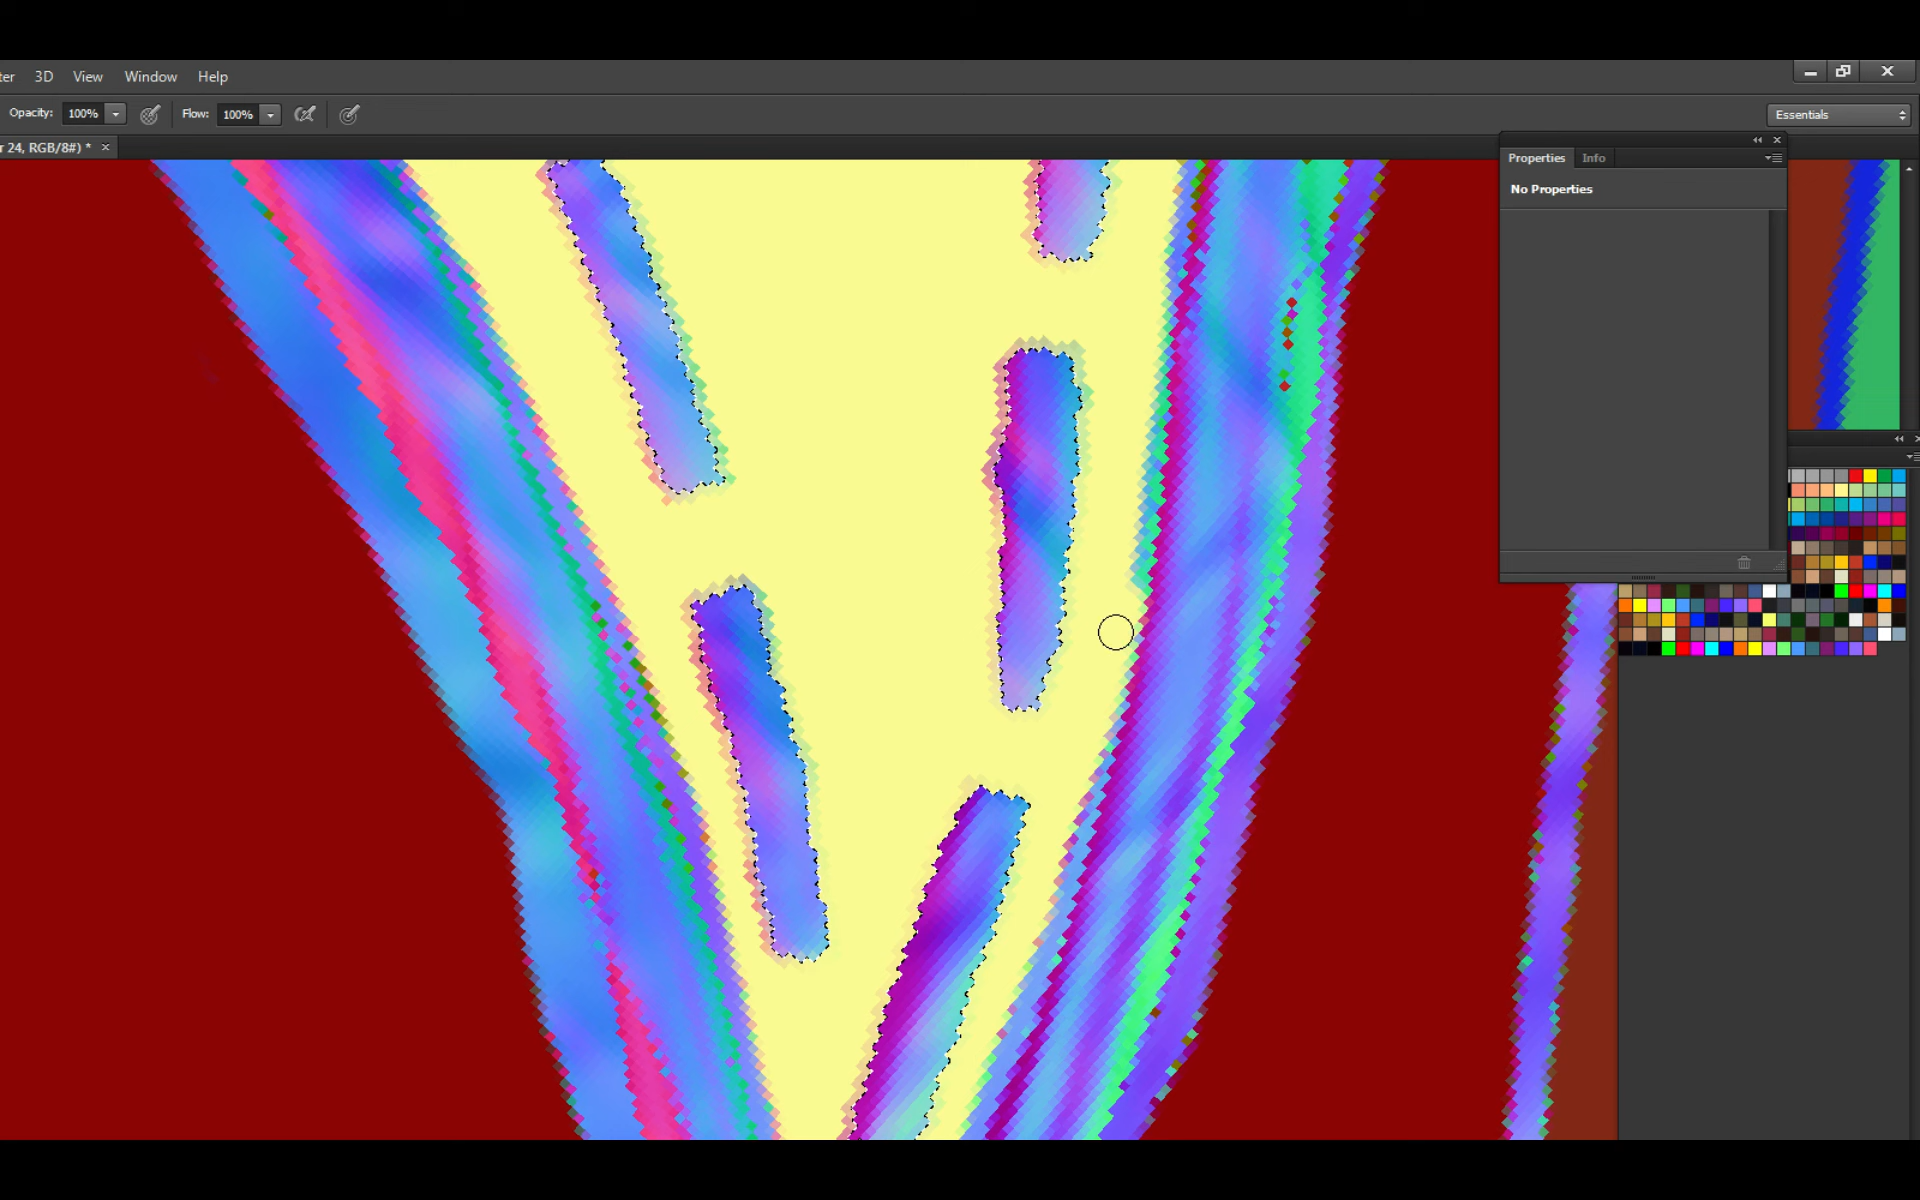 ter 3D View Window Help
Opacity: 100% Flow: 100% Essentials
r 24, RGB/8#) * ×
Properties Info
No Properties